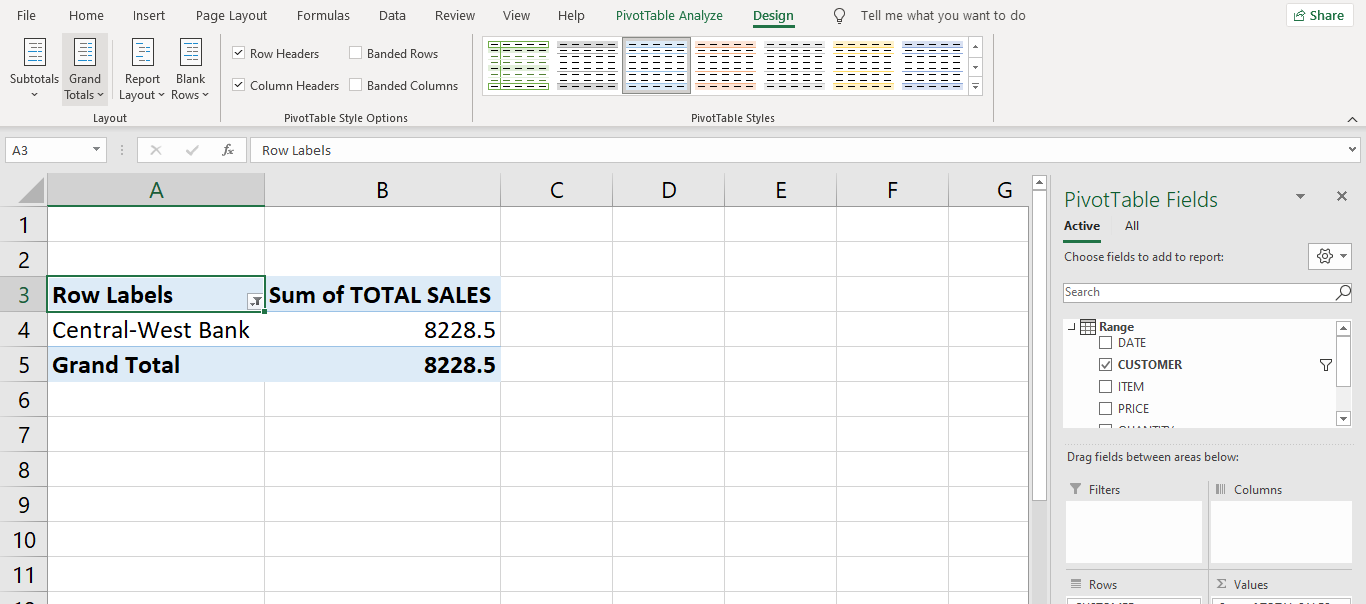 File Home Insert Page Layout Formulas Data Review View Help PivotTable Analyze Design Tell me what you want to do Share
Subtotals
Grand Totals
Report Layout
Blank Rows
Layout
Row Headers Banded Rows
Column Headers Banded Columns
PivotTable Style Options
PivotTable Styles
A3 fx Row Labels
A B C D E F G
1
2
3 Row Labels Sum of TOTAL SALES
4 Central-West Bank 8228.5
5 Grand Total 8228.5
6
7
8
9
10
11
PivotTable Fields
Active All
Choose fields to add to report:
Search
Range
DATE
CUSTOMER
ITEM
PRICE
Drag fields between areas below:
Filters Columns
Rows Values